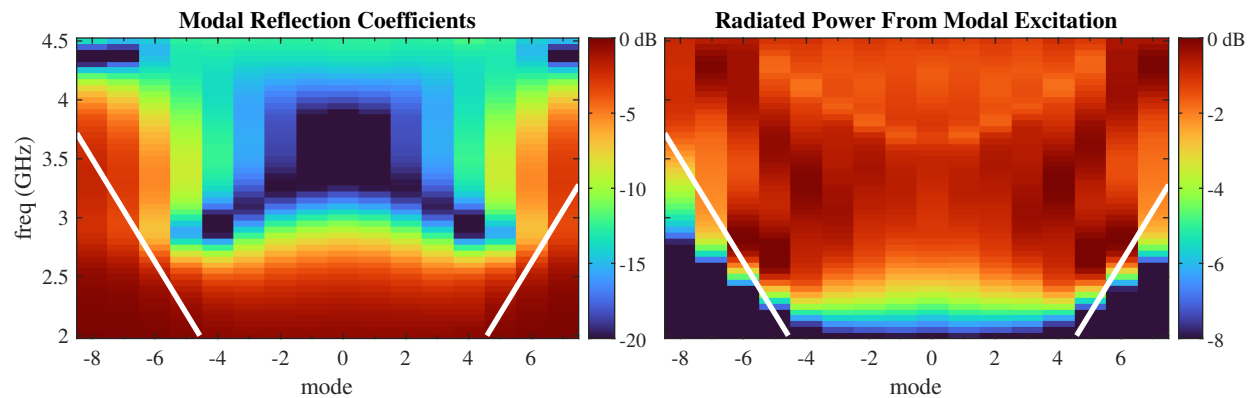 Modal Reflection Coefficients
4.5
4
3.5
3
2.5
2
freq (GHz)
-8 -6 -4 -2 0 2 4 6
mode
0 dB
-5
-10
-15
-20
Radiated Power From Modal Excitation
-8 -6 -4 -2 0 2 4 6
mode
0 dB
-2
-4
-6
-8